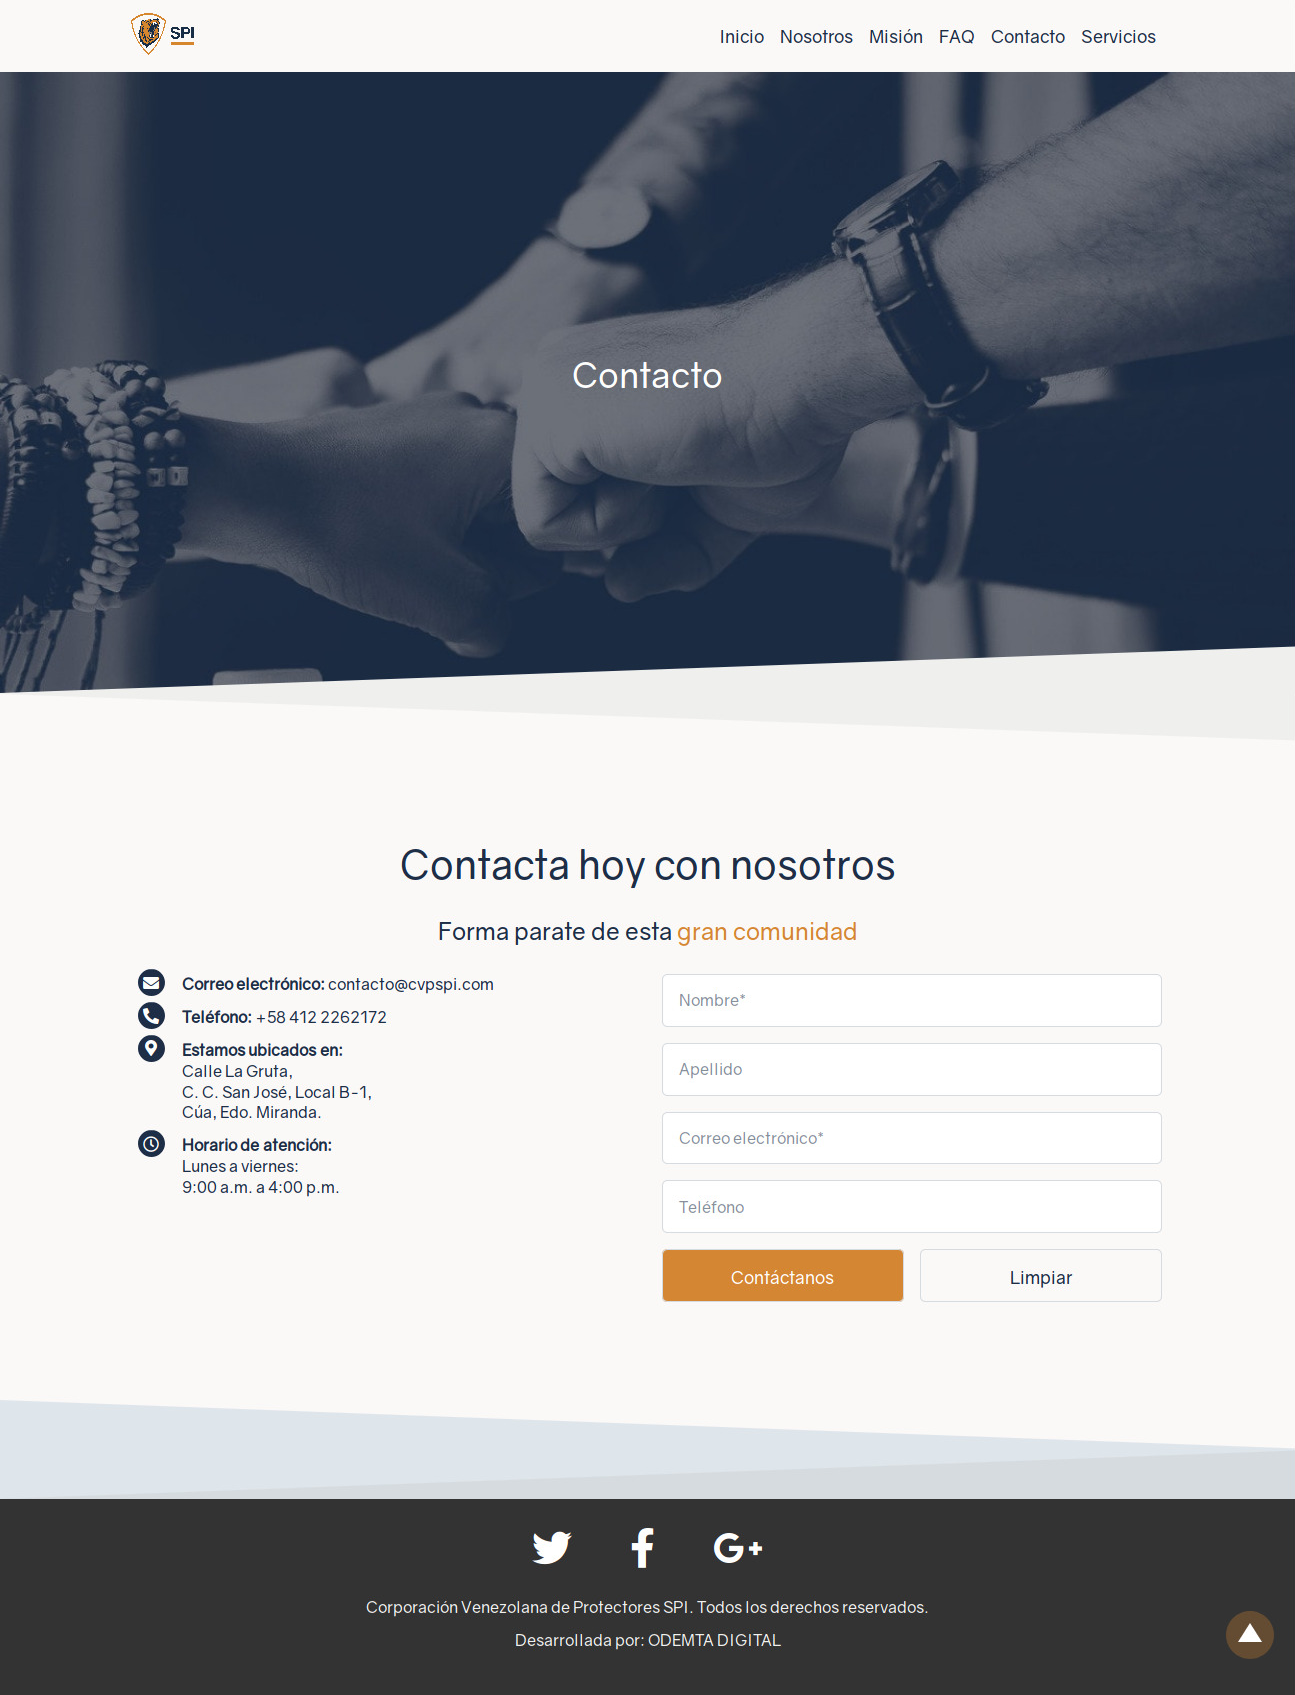 SPI
Inicio Nosotros Misión FAQ Contacto Servicios
Contacto
Contacta hoy con nosotros
Forma parate de esta gran comunidad
Correo electrónico: contacto@cvpspi.com
Teléfono: +58 412 2262172
Estamos ubicados en:
Calle La Gruta,
C. C. San José, Local B-1,
Cúa, Edo. Miranda.
Horario de atención:
Lunes a viernes:
9:00 a.m. a 4:00 p.m.
Nombre*
Apellido
Correo electrónico*
Teléfono
Contáctanos Limpiar
Corporación Venezolana de Protectores SPI. Todos los derechos reservados.
Desarrollada por: ODEMTA DIGITAL